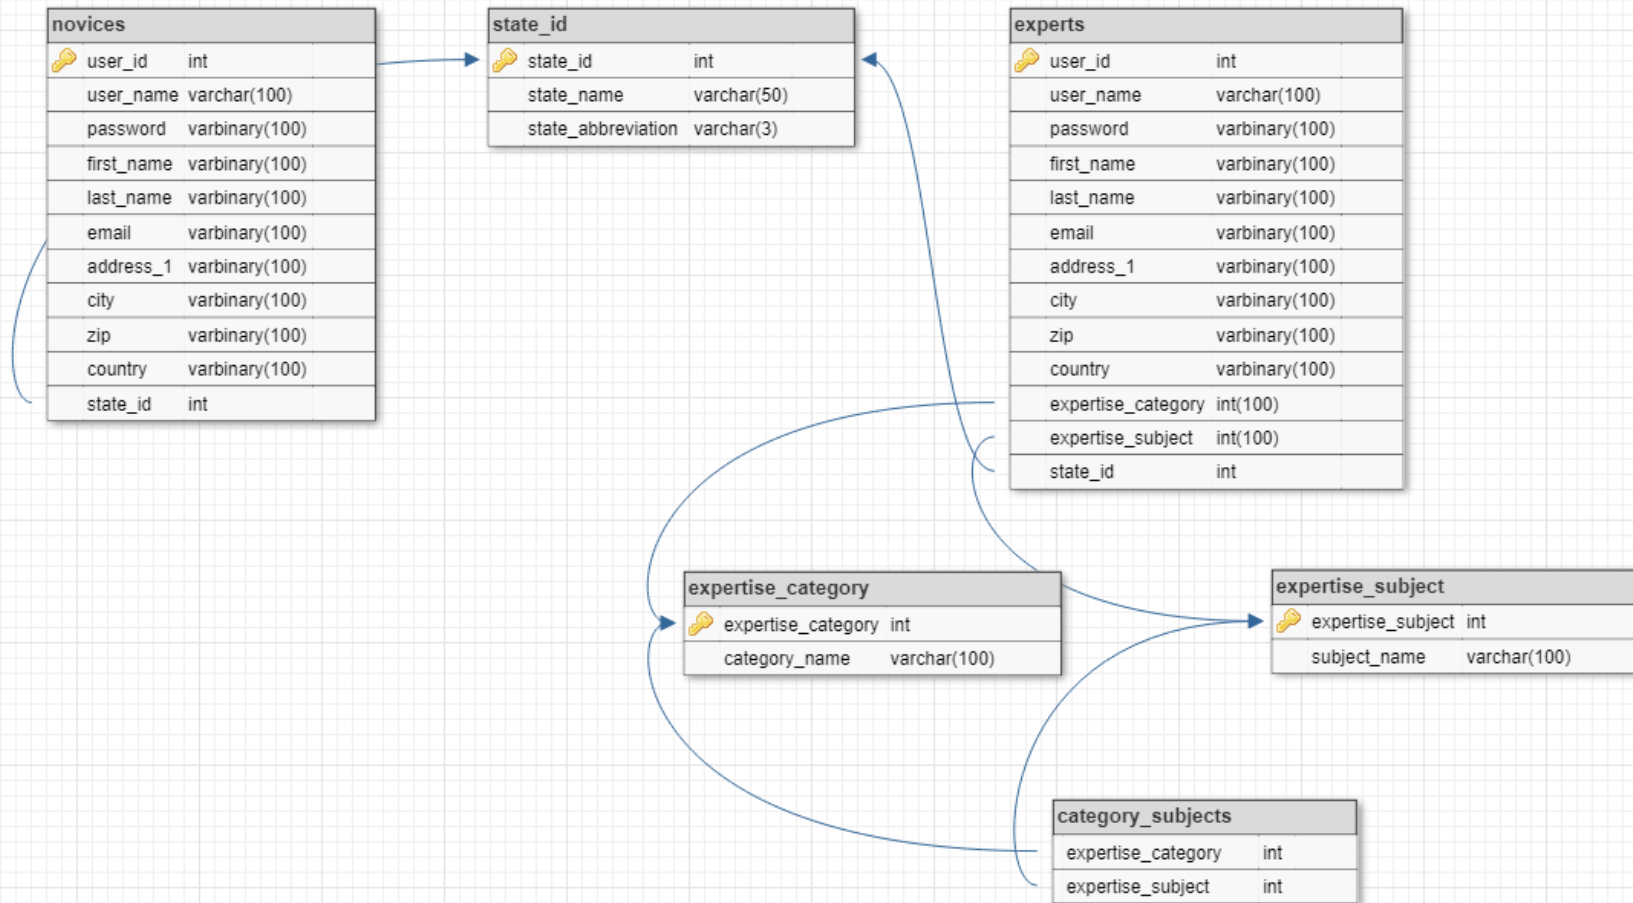 novices
user_id int
user_name varchar(100)
password varbinary(100)
first_name varbinary(100)
last_name varbinary(100)
email varbinary(100)
address_1 varbinary(100)
city varbinary(100)
zip varbinary(100)
country varbinary(100)
state_id int
state_id
state_id int
state_name varchar(50)
state_abbreviation varchar(3)
experts
user_id int
user_name varchar(100)
password varbinary(100)
first_name varbinary(100)
last_name varbinary(100)
email varbinary(100)
address_1 varbinary(100)
city varbinary(100)
zip varbinary(100)
country varbinary(100)
expertise_category int(100)
expertise_subject int(100)
state_id int
expertise_category
expertise_category int
category_name varchar(100)
expertise_subject
expertise_subject int
subject_name varchar(100)
category_subjects
expertise_category int
expertise_subject int